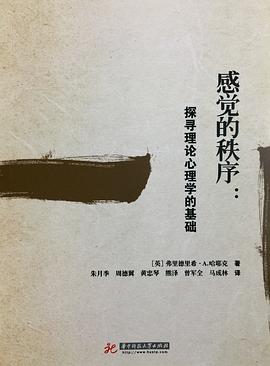 感觉的秩序：
探寻理论心理学的基础
[英] 弗里德里希·A.哈耶克 著
朱月季 周德翼 黄忠琴 熊泽 曾军全 马成林 译
华中科技大学出版社
http://www.hustp.com